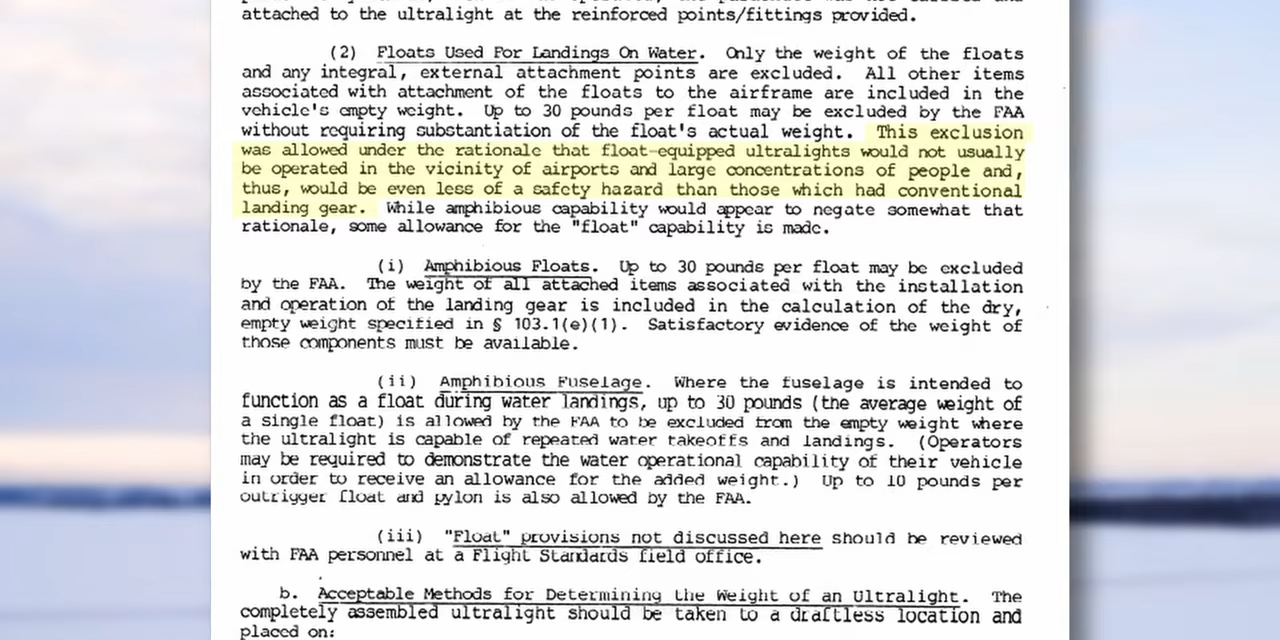 attached to the ultralight at the reinforced points/fittings provided.
(2) Floats Used For Landings On Water. Only the weight of the floats
and any integral, external attachment points are excluded. All other items
associated with attachment of the floats to the airframe are included in the
vehicle's empty weight. Up to 30 pounds per float may be excluded by the FAA
without requiring substantiation of the float's actual weight. This exclusion
was allowed under the rationale that float-equipped ultralights would not usually
be operated in the vicinity of airports and large concentrations of people and,
thus, would be even less of a safety hazard than those which had conventional
landing gear. While amphibious capability would appear to negate somewhat that
rationale, some allowance for the "float" capability is made.
(i) Amphibious Floats. Up to 30 pounds per float may be excluded
by the FAA. The weight of all attached items associated with the installation
and operation of the landing gear is included in the calculation of the dry,
empty weight specified in § 103.1(e)(1). Satisfactory evidence of the weight of
those components must be available.
(ii) Amphibious Fuselage. Where the fuselage is intended to
function as a float during water landings, up to 30 pounds (the average weight of
a single float) is allowed by the FAA to be excluded from the empty weight where
the ultralight is capable of repeated water takeoffs and landings. (Operators
may be required to demonstrate the water operational capability of their vehicle
in order to receive an allowance for the added weight.) Up to 10 pounds per
outrigger float and pylon is also allowed by the FAA.
(iii) "Float" provisions not discussed here should be reviewed
with FAA personnel at a Flight Standards field office.
b. Acceptable Methods for Determining the Weight of an Ultralight. The
completely assembled ultralight should be taken to a draftless location and
placed on: